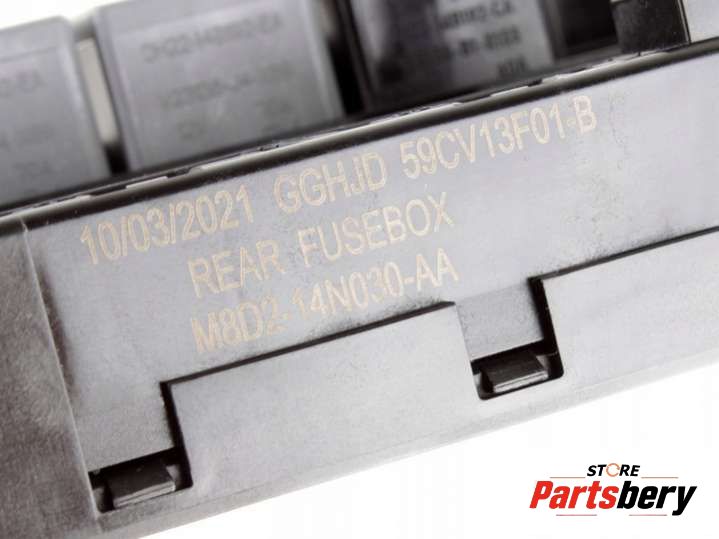 10/03/2021 GGHJD 59CV13F01-B
REAR FUSEBOX
M8D2-14N030-AA
STORE
Partsbery